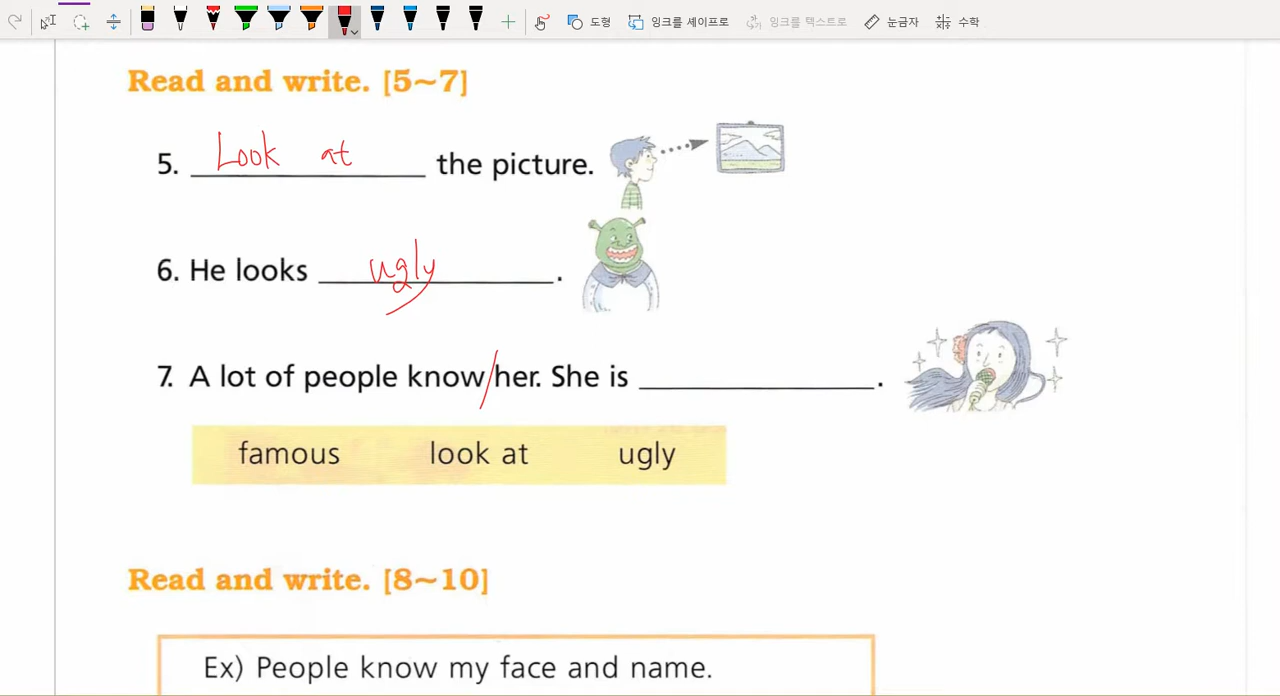 도형 잉크를 셰이프로 잉크를 텍스트로 눈금자 수학
Read and write. [5~7]
5. Look at the picture.
6. He looks ugly.
7. A lot of people know her. She is ____________.
famous look at ugly
Read and write. [8~10]
Ex) People know my face and name.